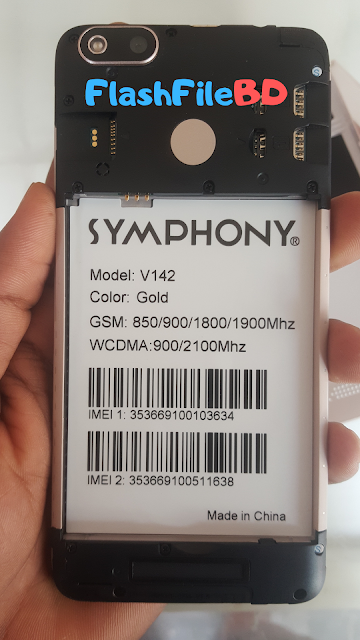 FlashFileBD
SYMPHONY®
Model: V142
Color: Gold
GSM: 850/900/1800/1900Mhz
WCDMA:900/2100Mhz
IMEI 1: 353669100103634
IMEI 2: 353669100511638
Made in China